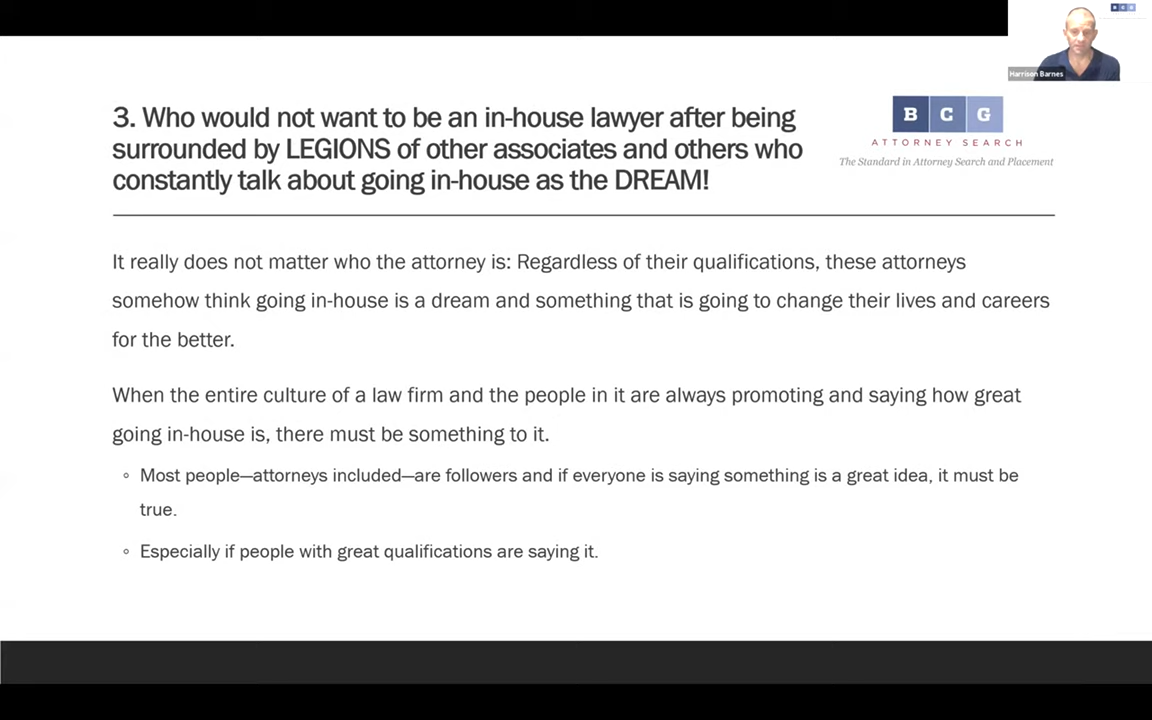 B C G
Harrison Barnes
3. Who would not want to be an in-house lawyer after being
surrounded by LEGIONS of other associates and others who
constantly talk about going in-house as the DREAM!
B C G
ATTORNEY SEARCH
The Standard in Attorney Search and Placement
It really does not matter who the attorney is: Regardless of their qualifications, these attorneys
somehow think going in-house is a dream and something that is going to change their lives and careers
for the better.
When the entire culture of a law firm and the people in it are always promoting and saying how great
going in-house is, there must be something to it.
◦ Most people—attorneys included—are followers and if everyone is saying something is a great idea, it must be
true.
◦ Especially if people with great qualifications are saying it.